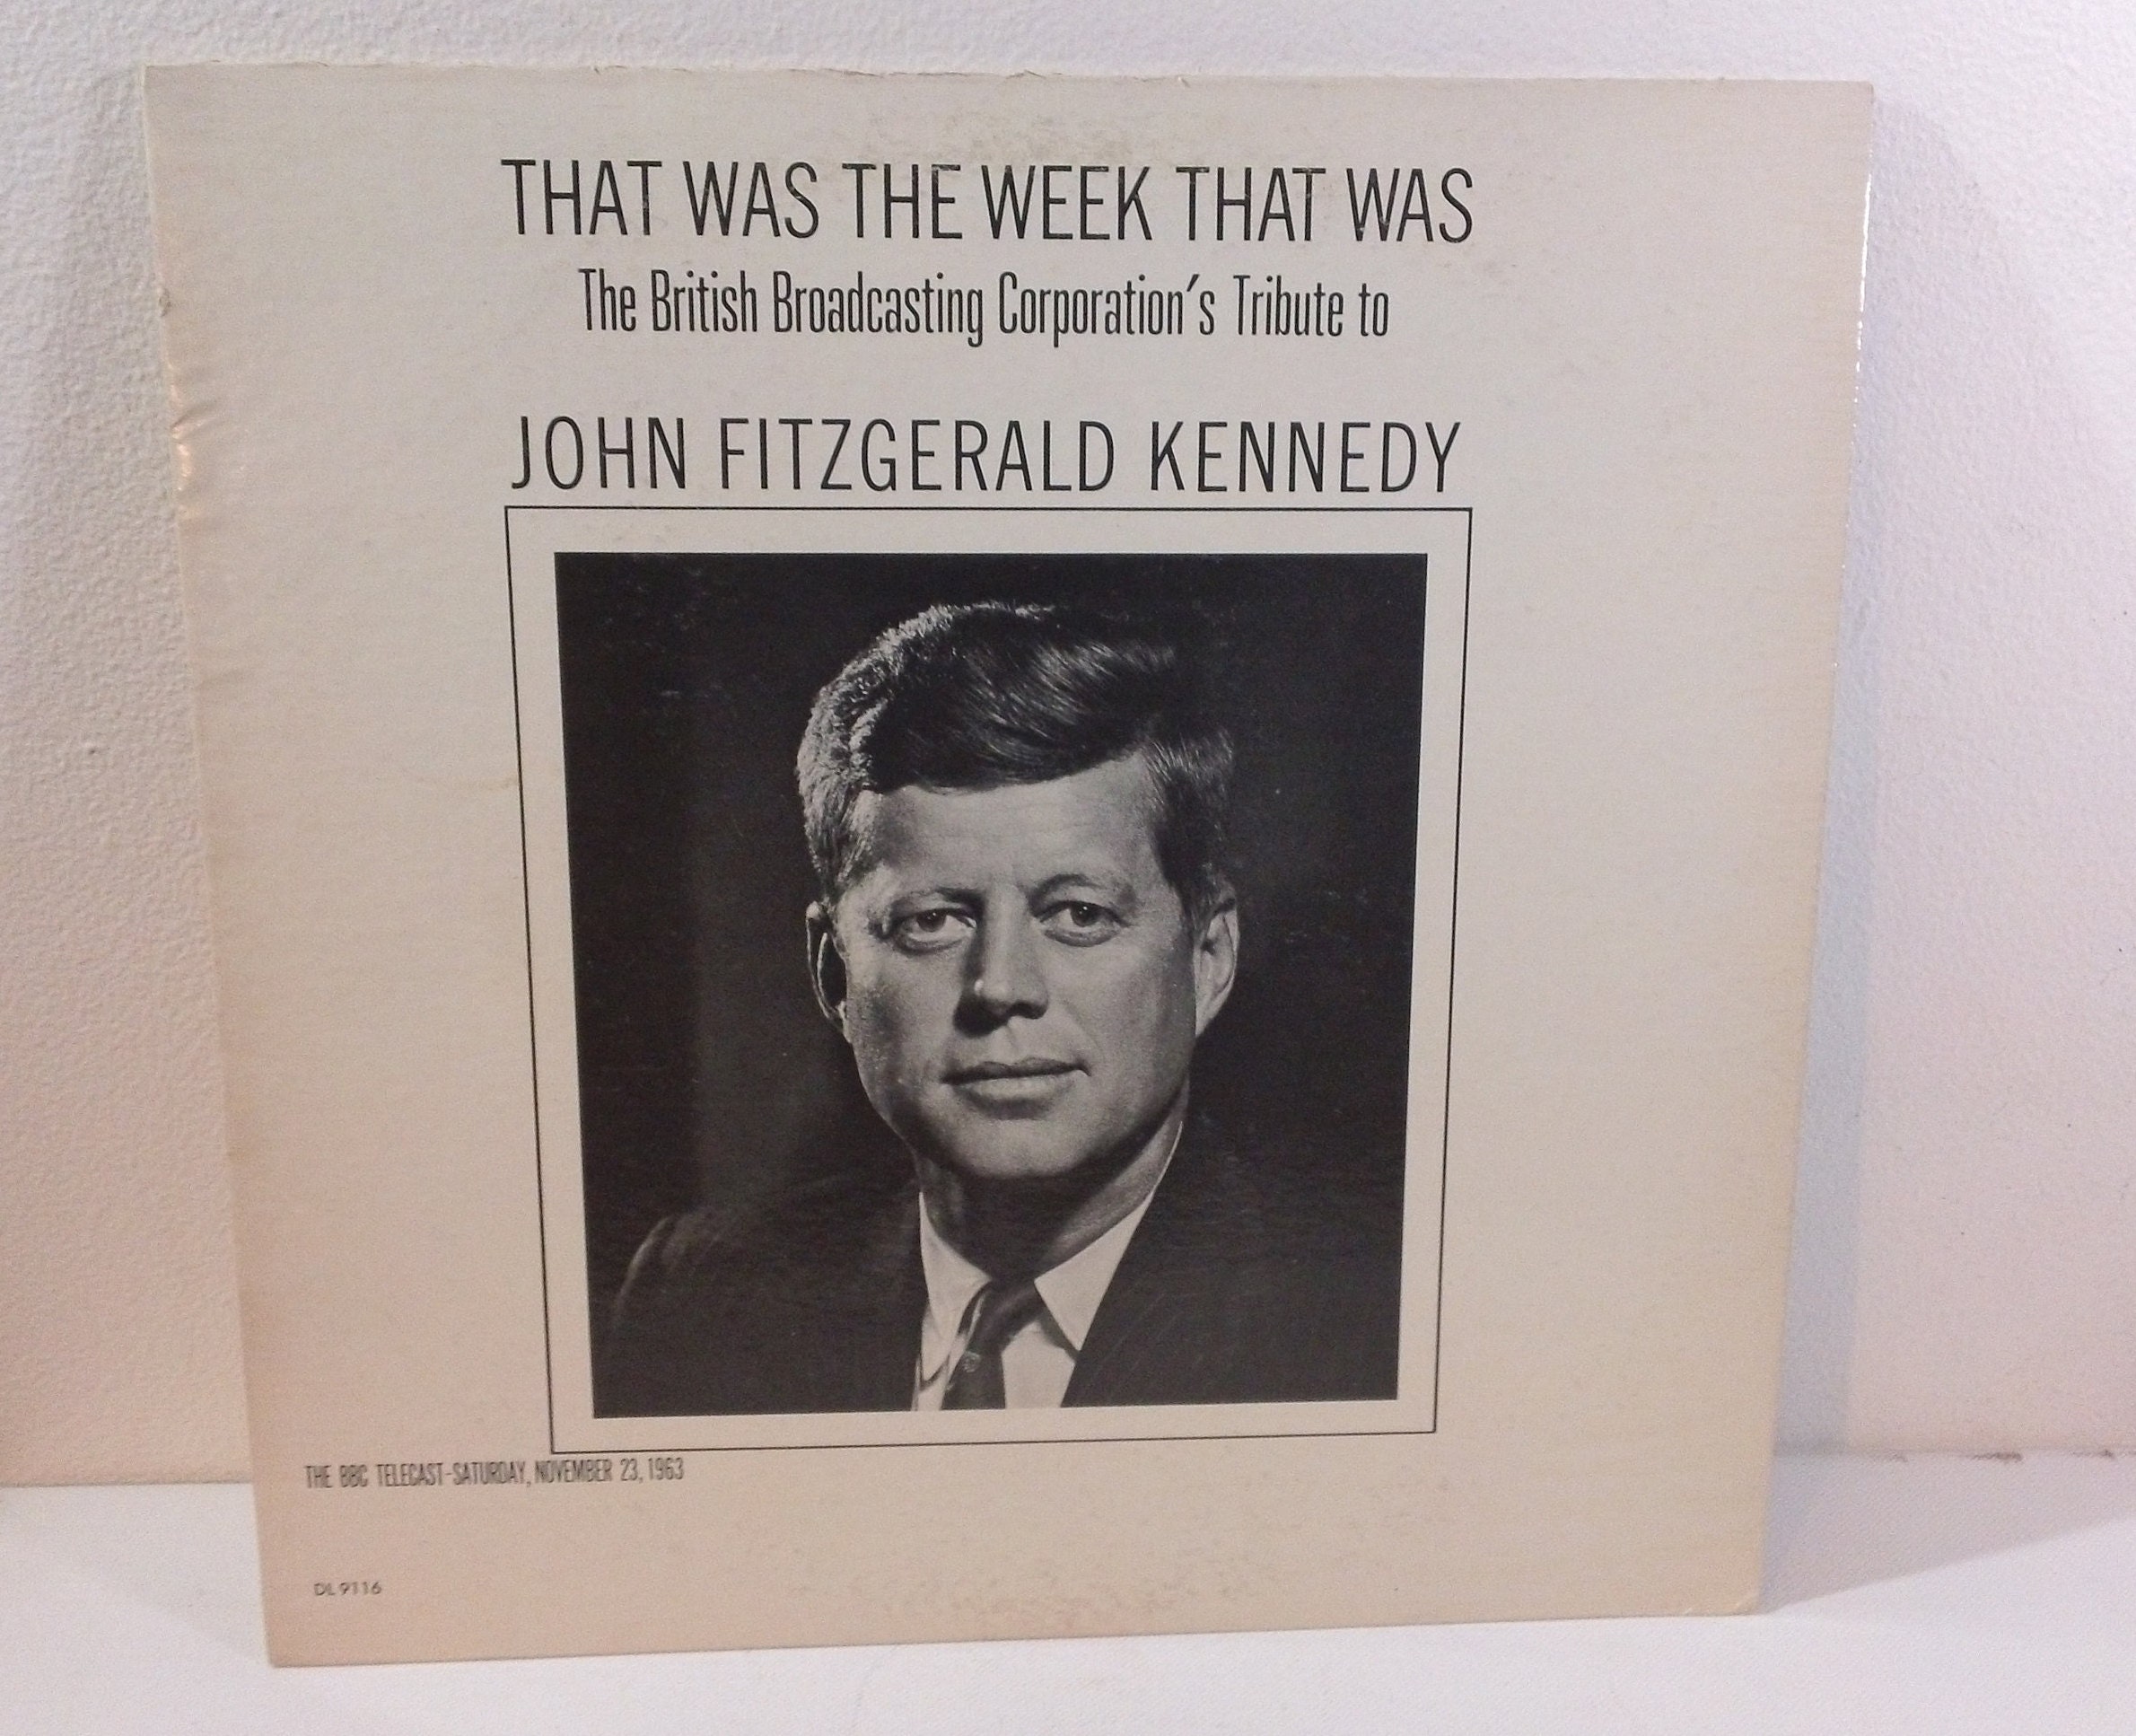 THAT WAS THE WEEK THAT WAS
The British Broadcasting Corporation's Tribute to
JOHN FITZGERALD KENNEDY
THE BBC TELECAST-SATURDAY, NOVEMBER 23, 1963
DL 9116